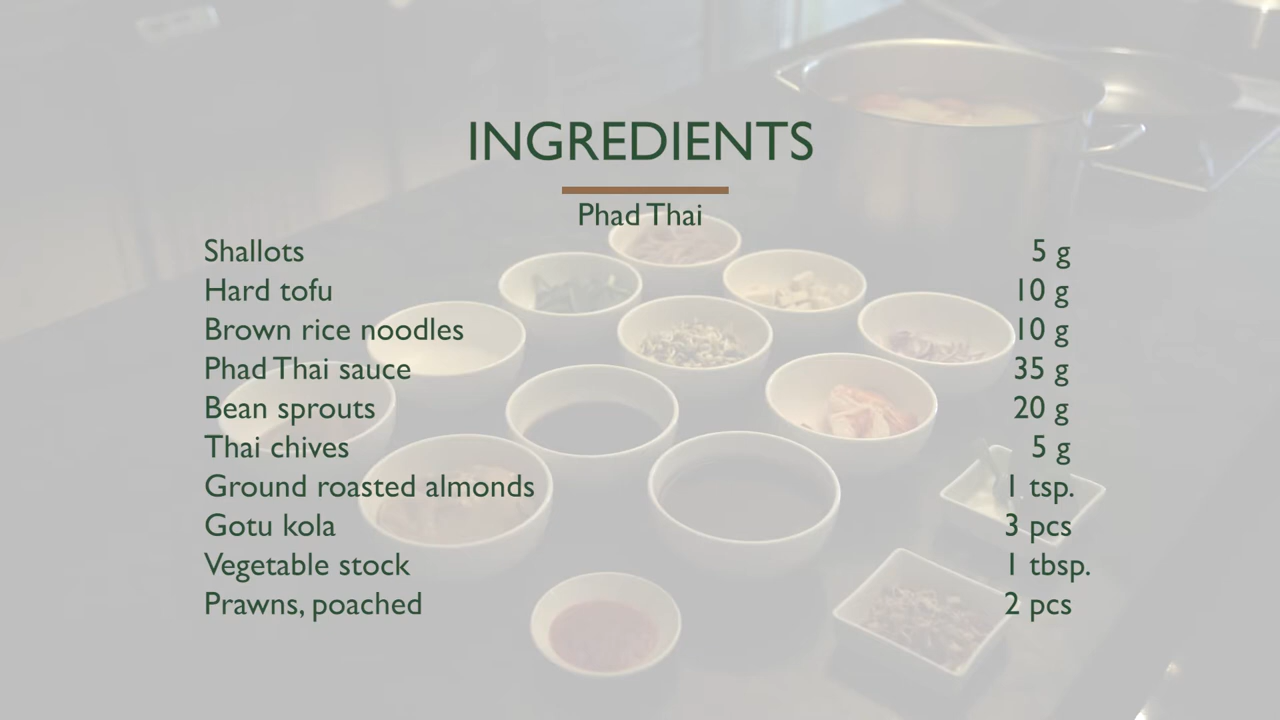 INGREDIENTS
Phad Thai
Shallots 5 g
Hard tofu 10 g
Brown rice noodles 10 g
Phad Thai sauce 35 g
Bean sprouts 20 g
Thai chives 5 g
Ground roasted almonds 1 tsp.
Gotu kola 3 pcs
Vegetable stock 1 tbsp.
Prawns, poached 2 pcs